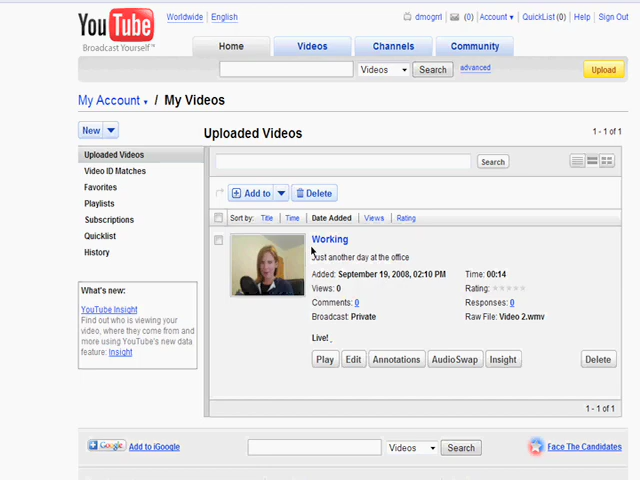 YouTube
Broadcast Yourself™
Worldwide | English
dmogrrl (0) Account ▾ QuickList (0) Help | Sign Out
Home Videos Channels Community
Videos Search advanced Upload
My Account ▾ / My Videos
New
Uploaded Videos 1 - 1 of 1
Uploaded Videos
Video ID Matches
Favorites
Playlists
Subscriptions
Quicklist
History
Search
Add to Delete
Sort by: Title Time Date Added Views Rating
Working
Just another day at the office
Added: September 19, 2008, 02:10 PM Time: 00:14
Views: 0 Rating:
Comments: 0 Responses: 0
Broadcast: Private Raw File: Video 2.wmv
Live!
Play Edit Annotations AudioSwap Insight Delete
What's new:
YouTube Insight
Find out who is viewing your
video, where they come from and
more using YouTube's new data
feature: Insight
1 - 1 of 1
Google Add to iGoogle Videos Search Face The Candidates